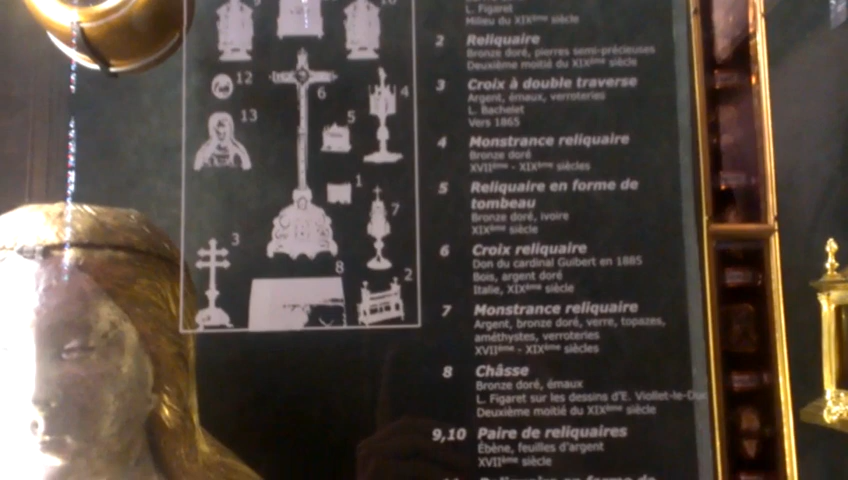 L. Figaret
Milieu du XIXème siècle
2 Reliquaire
Bronze doré, pierres semi-précieuses
Deuxième moitié du XIXème siècle
3 Croix à double traverse
Argent, émaux, verroteries
L. Bachelet
Vers 1865
4 Monstrance reliquaire
Bronze doré
XVIIème - XIXème siècles
5 Reliquaire en forme de
tombeau
Bronze doré, ivoire
XIXème siècle
6 Croix reliquaire
Don du cardinal Guibert en 1885
Bois, argent doré
Italie, XIXème siècle
7 Monstrance reliquaire
Argent, bronze doré, verre, topazes,
améthystes, verroteries
XVIIème - XIXème siècles
8 Châsse
Bronze doré, émaux
L. Figaret sur les dessins d'E. Viollet-le-Duc
Deuxième moitié du XIXème siècle
9,10 Paire de reliquaires
Ébène, feuilles d'argent
XVIIème siècle
12
6
4
13
5
1
7
3
8
2